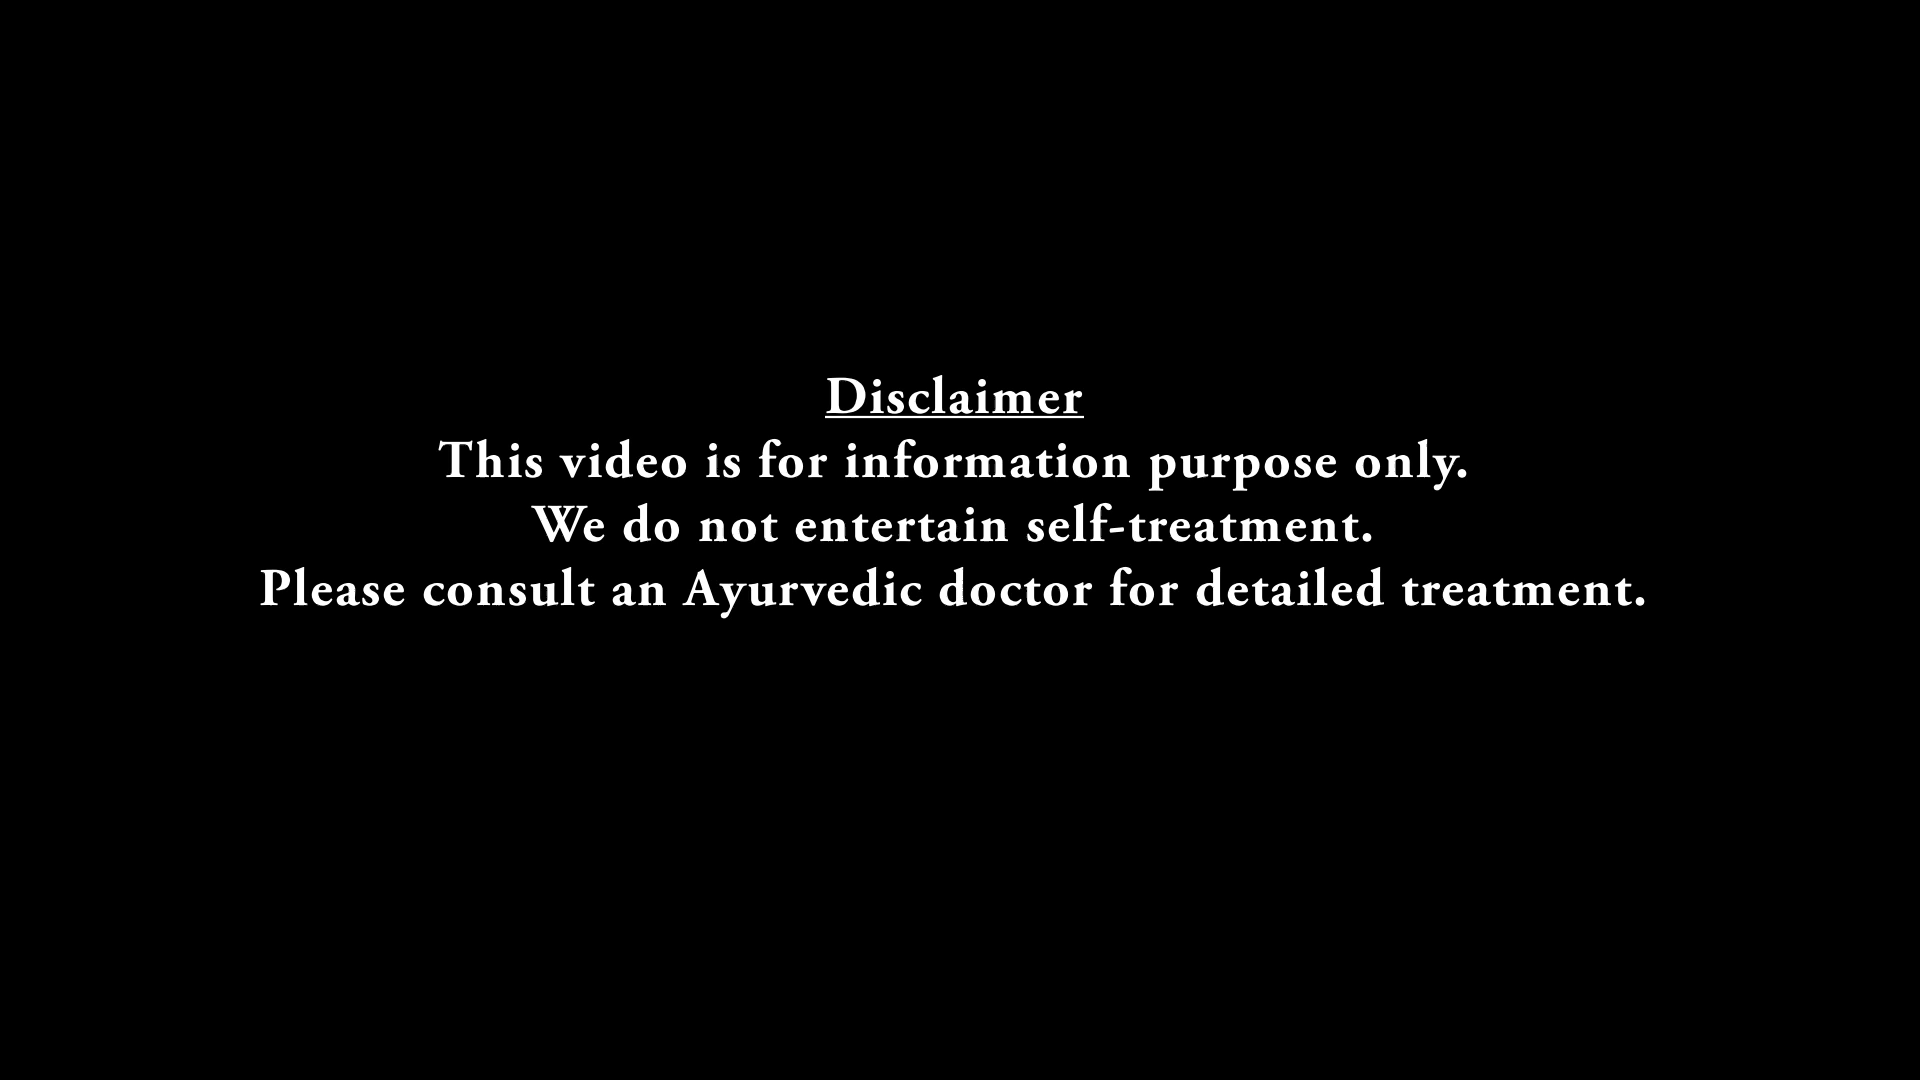 Disclaimer
This video is for information purpose only.
We do not entertain self-treatment.
Please consult an Ayurvedic doctor for detailed treatment.